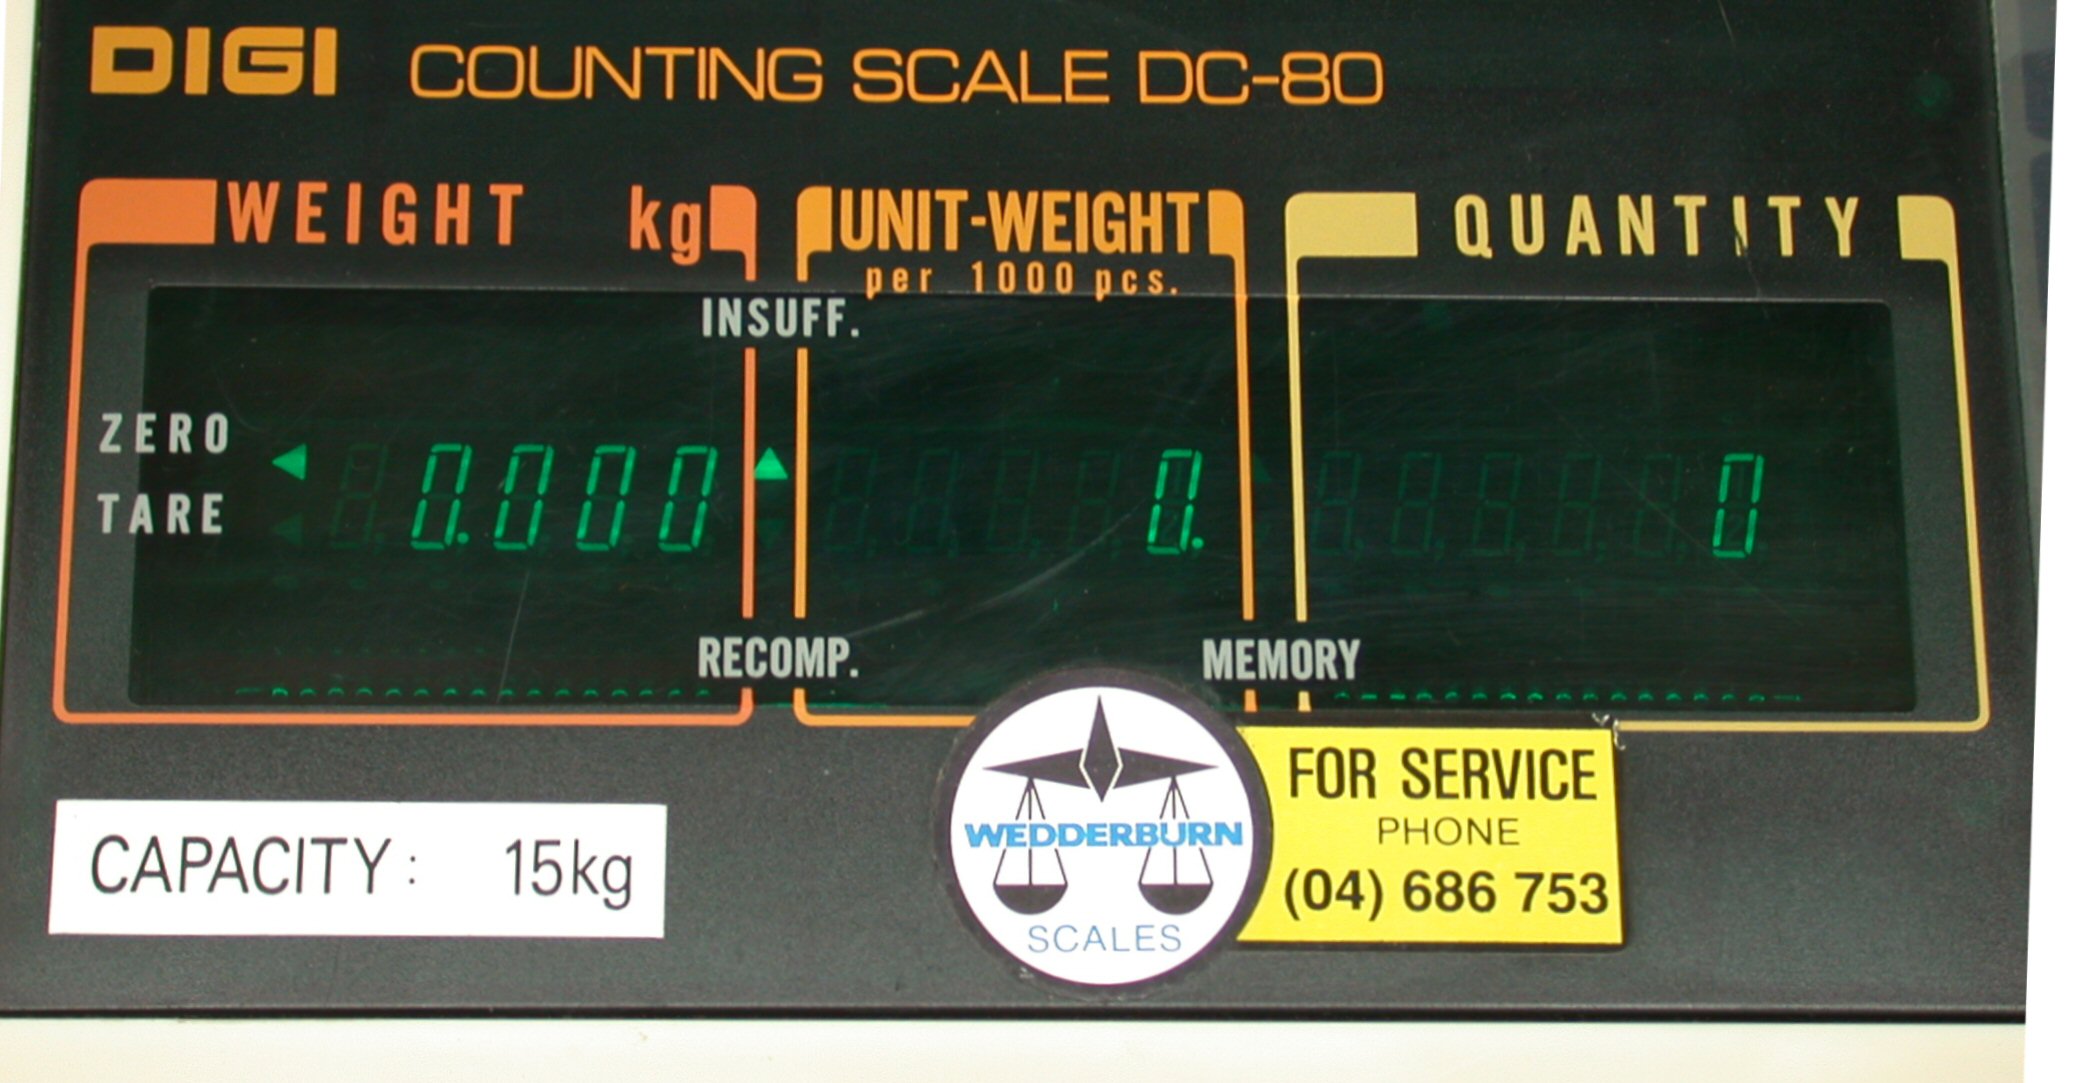 DIGI COUNTING SCALE DC-80
WEIGHT kg
UNIT-WEIGHT
per 1000 pcs.
QUANTITY
INSUFF.
ZERO
TARE
0.000
0.
0
RECOMP.
MEMORY
CAPACITY: 15kg
WEDDERBURN
SCALES
FOR SERVICE
PHONE
(04) 686 753